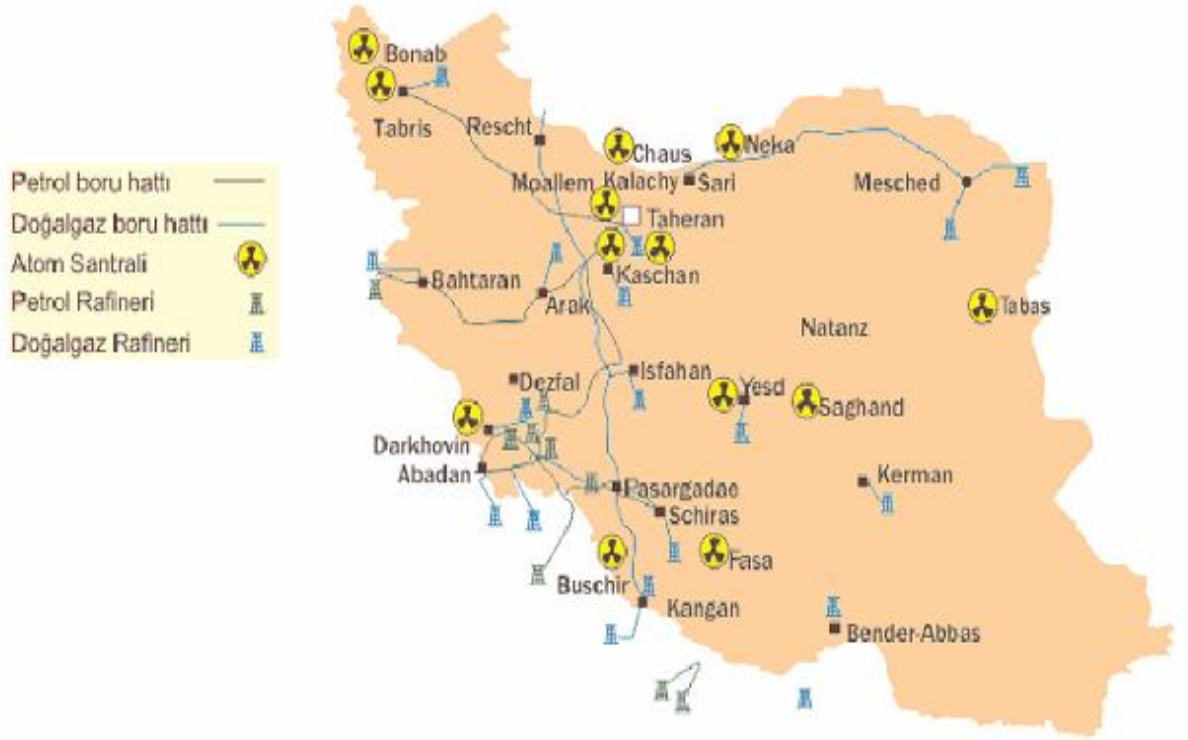 Petrol boru hattı
Doğalgaz boru hattı
Atom Santrali
Petrol Rafineri
Doğalgaz Rafineri
Bonab
Tabris
Rescht
Chaus
Neka
Moallem Kalachy
Sari
Mesched
Taheran
Bahtaran
Arak
Kaschan
Tabas
Natanz
Isfahan
Dezfal
Yesd
Saghand
Darkhovin
Abadan
Kerman
Pasargadae
Schiras
Fasa
Buschir
Kangan
Bender-Abbas